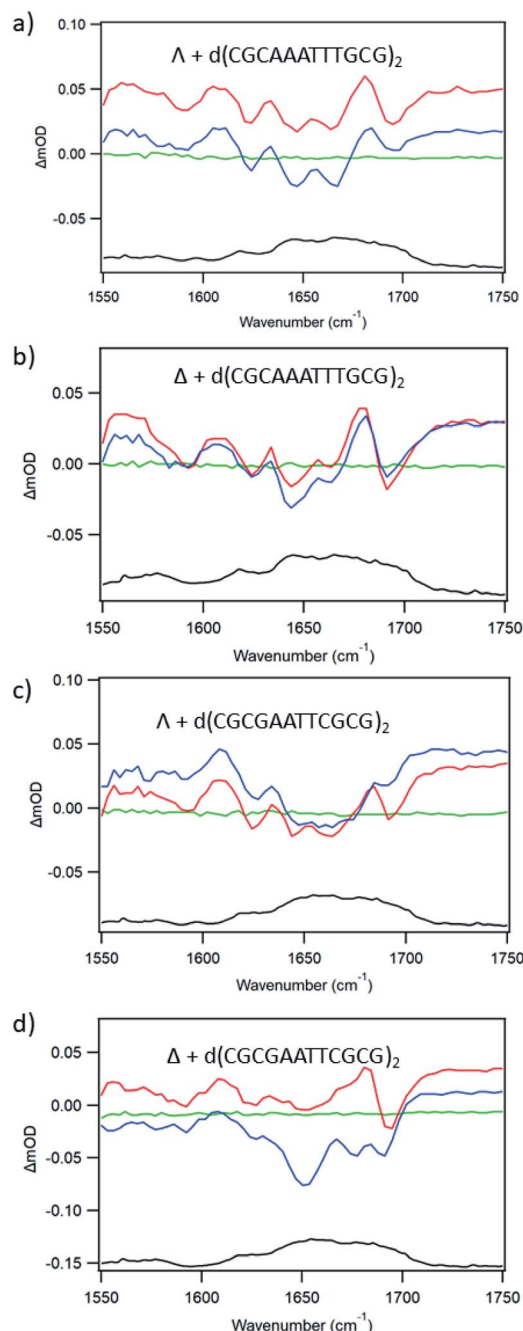 a)
Λ + d(CGCAAATTTGCG)2
0.10
0.05
0.00
-0.05
ΔmOD
1550 1600 1650 1700 1750
Wavenumber (cm-1)
b)
Δ + d(CGCAAATTTGCG)2
0.05
0.00
-0.05
ΔmOD
1550 1600 1650 1700 1750
Wavenumber (cm-1)
c)
Λ + d(CGCGAATTCGCG)2
0.10
0.05
0.00
-0.05
ΔmOD
1550 1600 1650 1700 1750
Wavenumber (cm-1)
d)
Δ + d(CGCGAATTCGCG)2
0.05
0.00
-0.05
-0.10
-0.15
ΔmOD
1550 1600 1650 1700 1750
Wavenumber (cm-1)